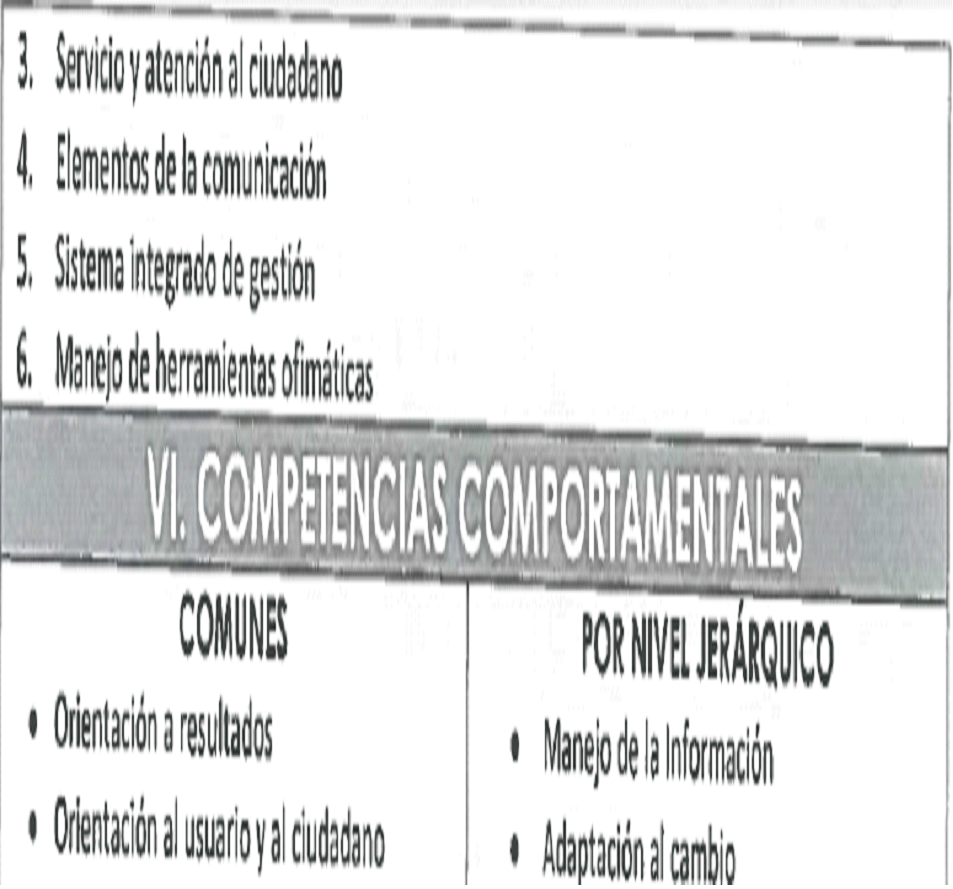 3. Servicio y atención al ciudadano
4. Elementos de la comunicación
5. Sistema integrado de gestión
6. Manejo de herramientas ofimáticas
VI. COMPETENCIAS COMPORTAMENTALES
COMUNES
• Orientación a resultados
• Orientación al usuario y al ciudadano
POR NIVEL JERÁRQUICO
• Manejo de la Información
• Adaptación al cambio